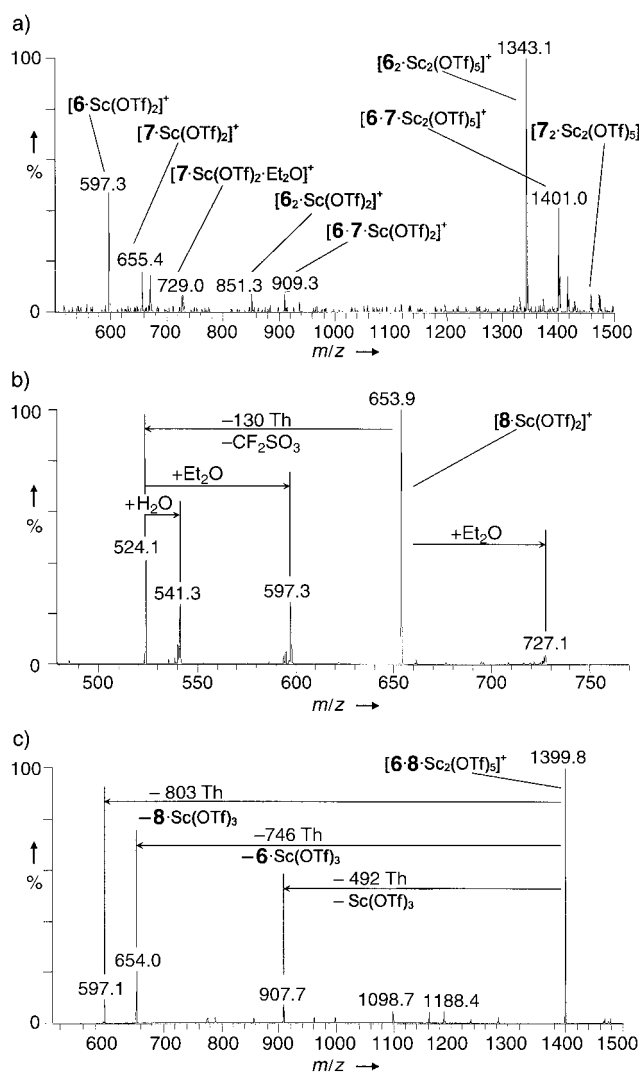 a)
100
%
0
[6·Sc(OTf)2]+
597.3
[7·Sc(OTf)2]+
655.4
[7·Sc(OTf)2·Et2O]+
729.0
[62·Sc(OTf)2]+
851.3
[6·7·Sc(OTf)2]+
909.3
[62·Sc2(OTf)5]+
1343.1
[6·7·Sc2(OTf)5]+
1401.0
[72·Sc2(OTf)5]
600 700 800 900 1000 1100 1200 1300 1400 1500
m/z
b)
100
%
0
653.9
[8·Sc(OTf)2]+
−130 Th
−CF2SO3
+Et2O
+H2O
524.1
541.3
597.3
+Et2O
727.1
500 550 600 650 700 750
m/z
c)
100
%
0
[6·8·Sc2(OTf)5]+
1399.8
− 803 Th
−8·Sc(OTf)3
−746 Th
−6·Sc(OTf)3
− 492 Th
− Sc(OTf)3
597.1
654.0
907.7
1098.7
1188.4
600 700 800 900 1000 1100 1200 1300 1400 1500
m/z